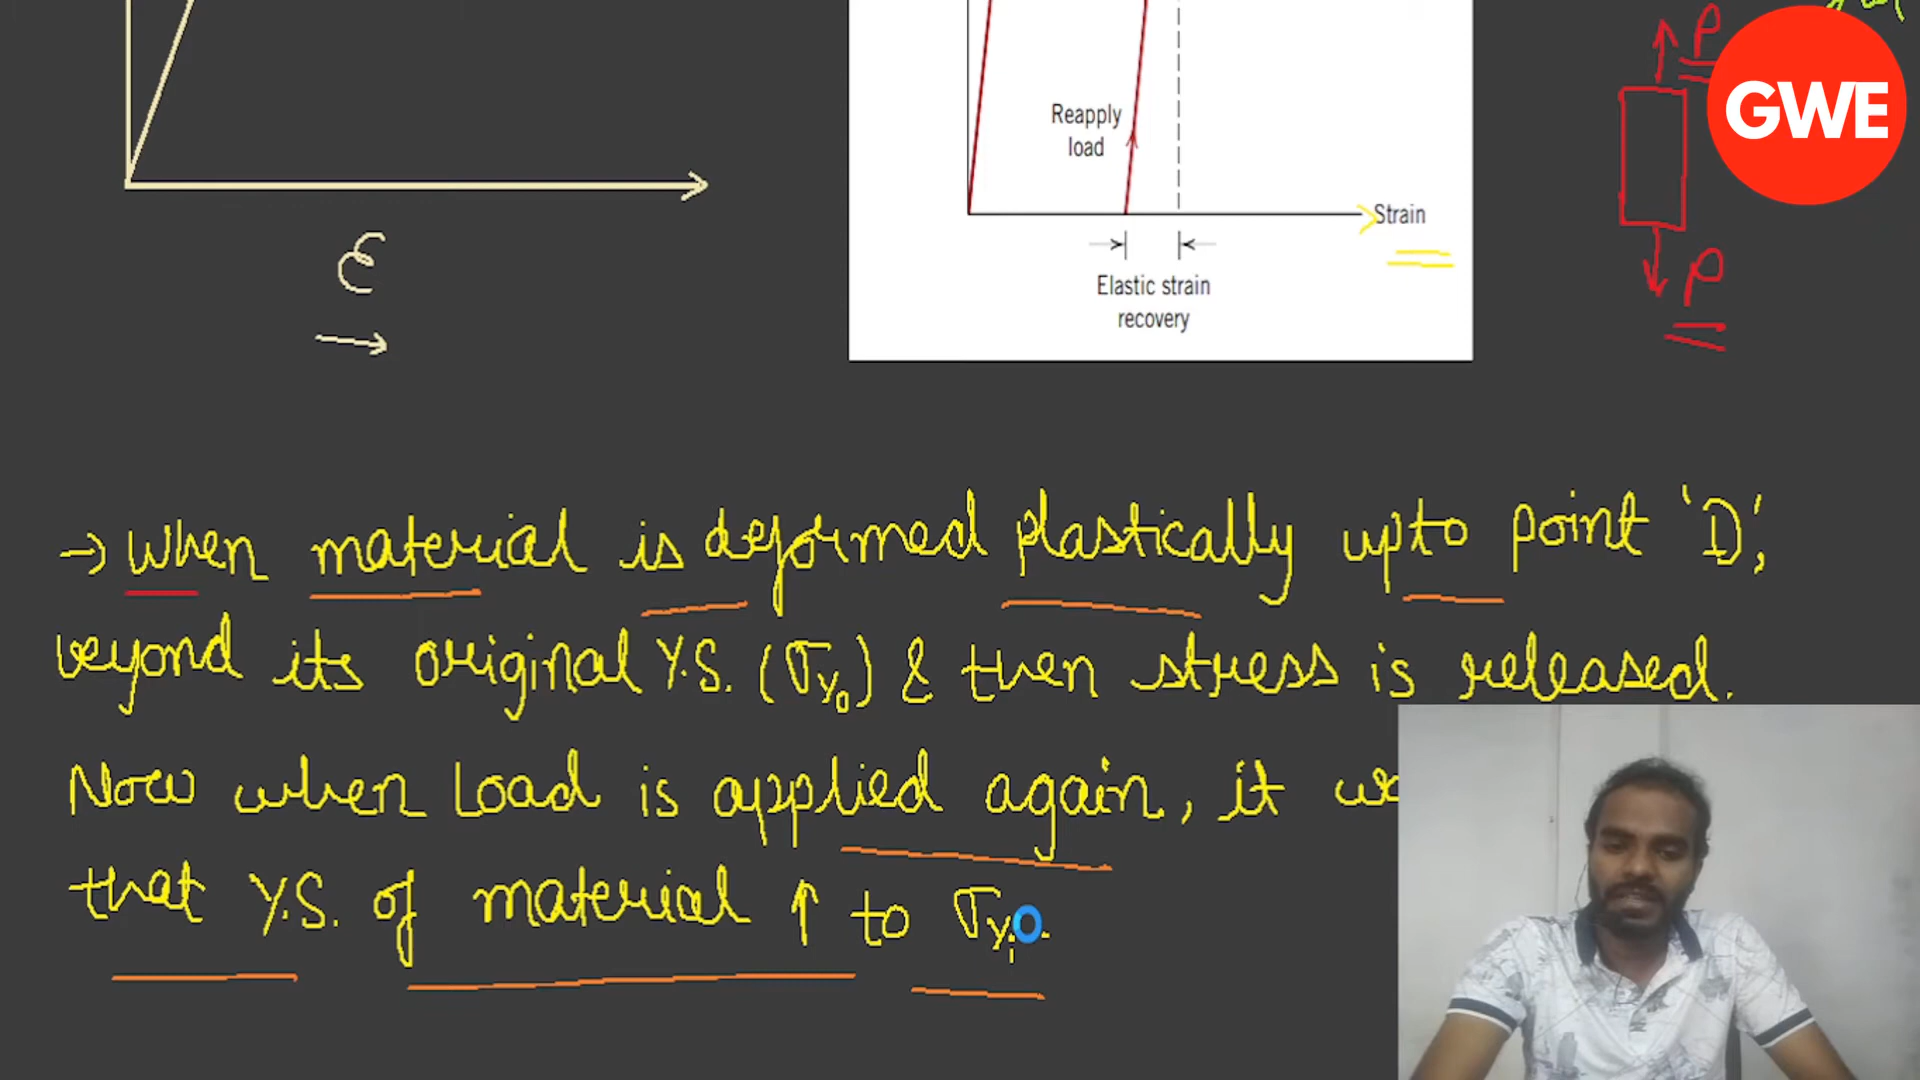 P
GWE
Reapply
load
Strain
ε
P
Elastic strain
recovery
→ When material is deformed plastically upto point 'D',
beyond its original Y.S. (σy₀) & then stress is released.
Now when Load is applied again, it
that Y.S. of material ↑ to σyᵢ